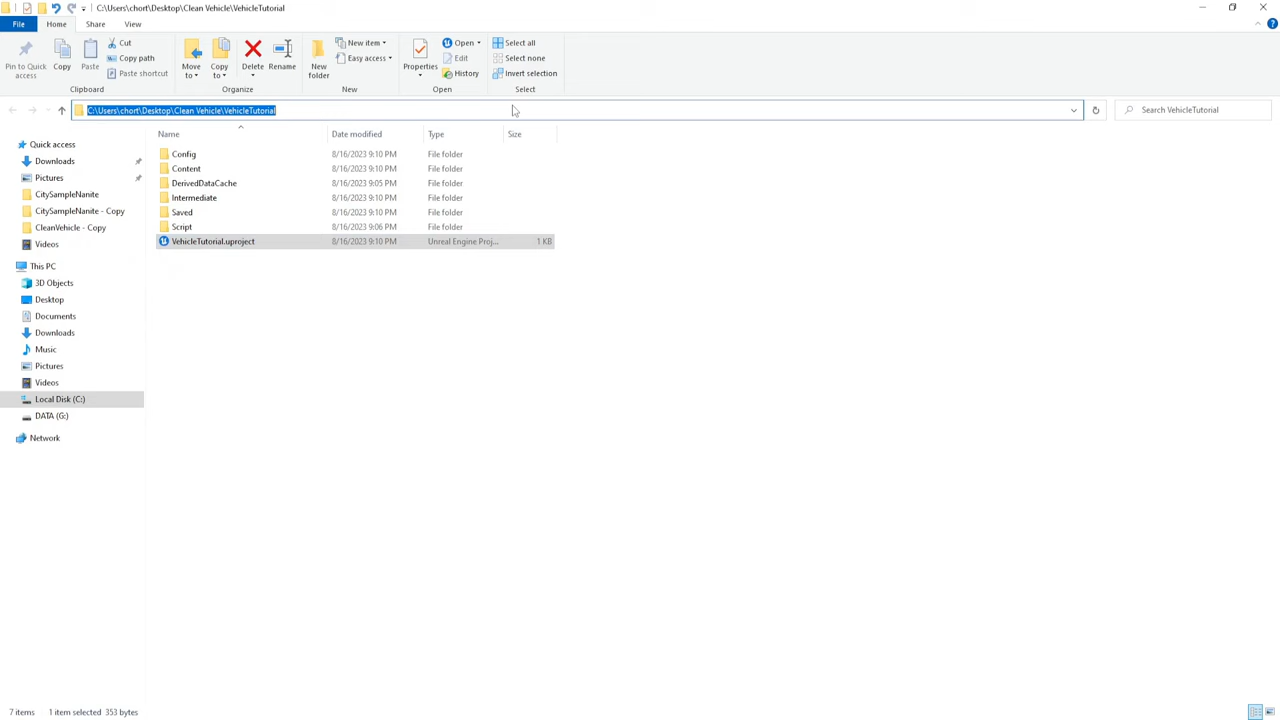 C:\Users\chort\Desktop\Clean Vehicle\VehicleTutorial
File Home Share View
Pin to Quick access
Copy
Paste
Cut
Copy path
Paste shortcut
Clipboard
Move to
Copy to
Delete
Rename
Organize
New folder
New item
Easy access
New
Properties
Open
Edit
History
Open
Select all
Select none
Invert selection
Select
C:\Users\chort\Desktop\Clean Vehicle\VehicleTutorial
Search VehicleTutorial
Quick access
Downloads
Pictures
CitySampleNanite
CitySampleNanite - Copy
CleanVehicle - Copy
Videos
This PC
3D Objects
Desktop
Documents
Downloads
Music
Pictures
Videos
Local Disk (C:)
DATA (G:)
Network
Name Date modified Type Size
Config 8/16/2023 9:10 PM File folder
Content 8/16/2023 9:10 PM File folder
DerivedDataCache 8/16/2023 9:05 PM File folder
Intermediate 8/16/2023 9:10 PM File folder
Saved 8/16/2023 9:10 PM File folder
Script 8/16/2023 9:06 PM File folder
VehicleTutorial.uproject 8/16/2023 9:10 PM Unreal Engine Proj... 1 KB
7 items 1 item selected 353 bytes